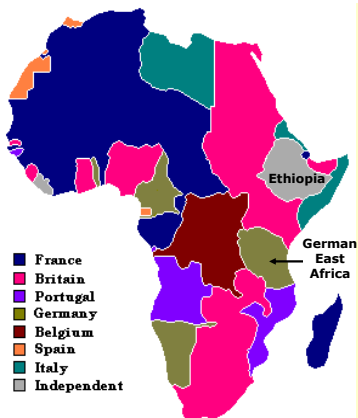 Ethiopia
German
East
Africa
France
Britain
Portugal
Germany
Belgium
Spain
Italy
Independent